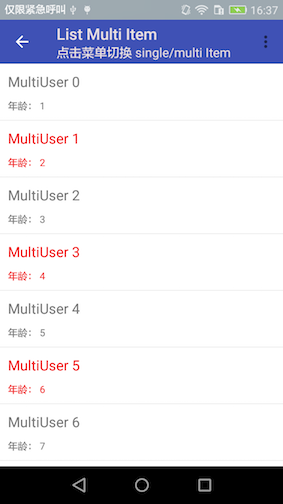 仅限紧急呼叫
16:37
List Multi Item
点击菜单切换 single/multi Item
MultiUser 0
年龄： 1
MultiUser 1
年龄： 2
MultiUser 2
年龄： 3
MultiUser 3
年龄： 4
MultiUser 4
年龄： 5
MultiUser 5
年龄： 6
MultiUser 6
年龄： 7